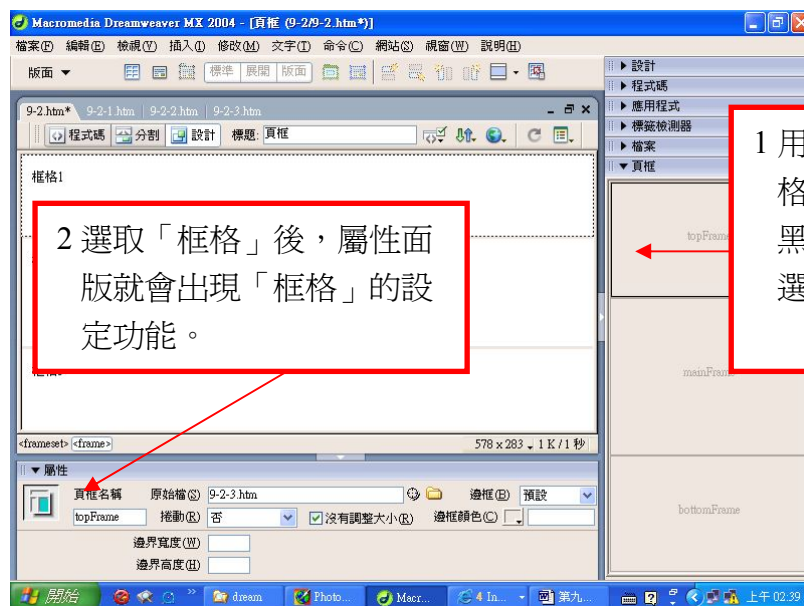 Macromedia Dreamweaver MX 2004 - [頁框 (9-2/9-2.htm*)]
檔案(F) 編輯(E) 檢視(V) 插入(I) 修改(M) 文字(T) 命令(C) 網站(S) 視窗(W) 說明(H)
版面 標準 展開 版面
9-2.htm* 9-2-1.htm 9-2-2.htm 9-2-3.htm
程式碼 分割 設計 標題: 頁框
框格1
2 選取「框格」後，屬性面
版就會出現「框格」的設
定功能。
<frameset> <frame> 578 x 283 1 K / 1 秒
設計
程式碼
應用程式
標籤檢測器
檔案
頁框
topFrame
mainFrame
bottomFrame
1 用
格
黑
選
屬性
頁框名稱 原始檔(S) 9-2-3.htm 邊框(B) 預設
topFrame 捲動(R) 否 沒有調整大小(R) 邊框顏色(C)
邊界寬度(W)
邊界高度(H)
開始 dream Photo... Macr... 4 In... 第九... 上午 02:39